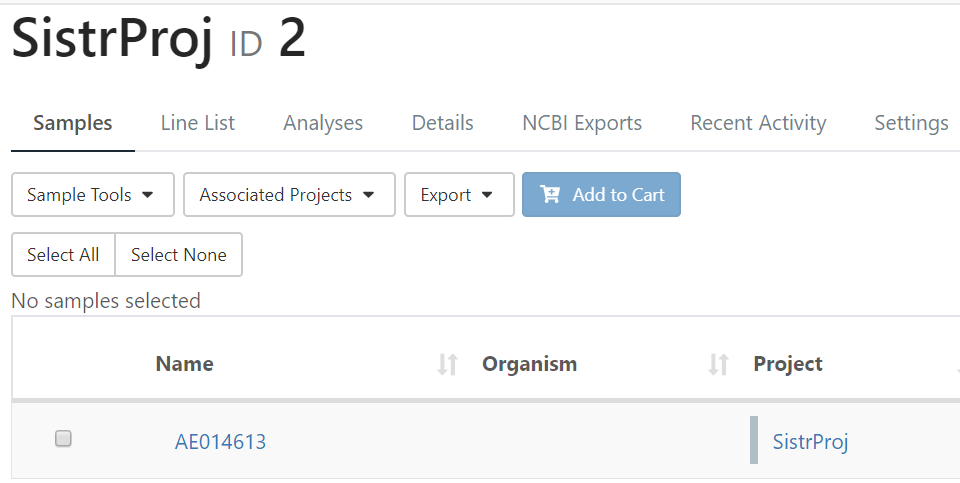 SistrProj ID 2
Samples Line List Analyses Details NCBI Exports Recent Activity Settings
Sample Tools Associated Projects Export Add to Cart
Select All Select None
No samples selected
Name Organism Project
AE014613 SistrProj